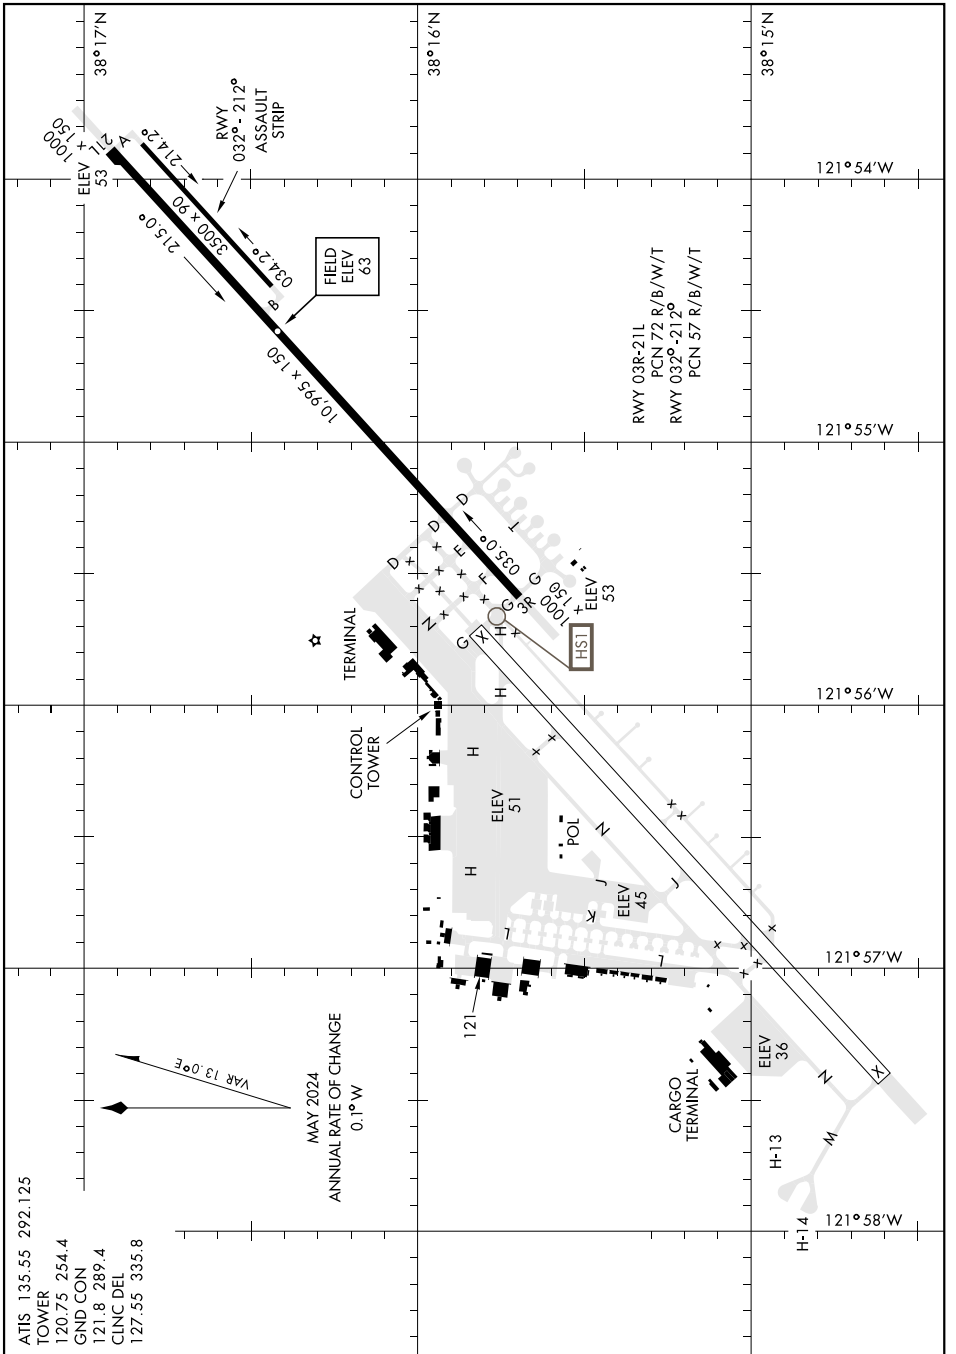 ATIS 135.55 292.125
TOWER
120.75 254.4
GND CON
121.8 289.4
CLNC DEL
127.55 335.8
VAR 13.0°E
MAY 2024
ANNUAL RATE OF CHANGE
0.1° W
38°17'N
38°16'N
38°15'N
121°54'W
121°55'W
121°56'W
121°57'W
121°58'W
1000
x 150
ELEV
53
21L
A
214.2°
RWY
032°-212°
ASSAULT
STRIP
215.0°
3500 x 90
034.2°
B
FIELD
ELEV
63
10,995 x 150
RWY 03R-21L
PCN 72 R/B/W/T
RWY 032°-212°
PCN 57 R/B/W/T
D
D
D
T
E
F
035.0°
G
G
G
3R
1000
x 150
ELEV
53
N
H
H
X
x
x
x
x
x
x
x
x
x
x
HS1
TERMINAL
CONTROL
TOWER
H
ELEV
51
H
POL
N
x
x
x
x
J
J
K
ELEV
45
L
L
x
x
x
x
x
121
CARGO
TERMINAL
ELEV
36
N
X
M
H-13
H-14